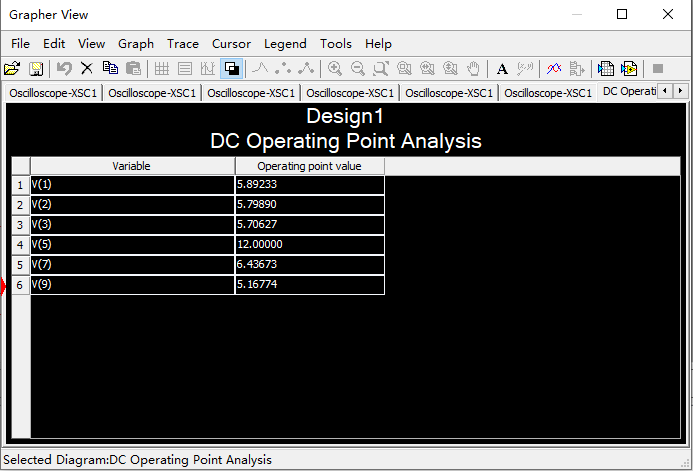 Grapher View
File Edit View Graph Trace Cursor Legend Tools Help
Oscilloscope-XSC1 Oscilloscope-XSC1 Oscilloscope-XSC1 Oscilloscope-XSC1 Oscilloscope-XSC1 Oscilloscope-XSC1 DC Operati
Design1
DC Operating Point Analysis
Variable Operating point value
1 V(1) 5.89233
2 V(2) 5.79890
3 V(3) 5.70627
4 V(5) 12.00000
5 V(7) 6.43673
6 V(9) 5.16774
Selected Diagram:DC Operating Point Analysis